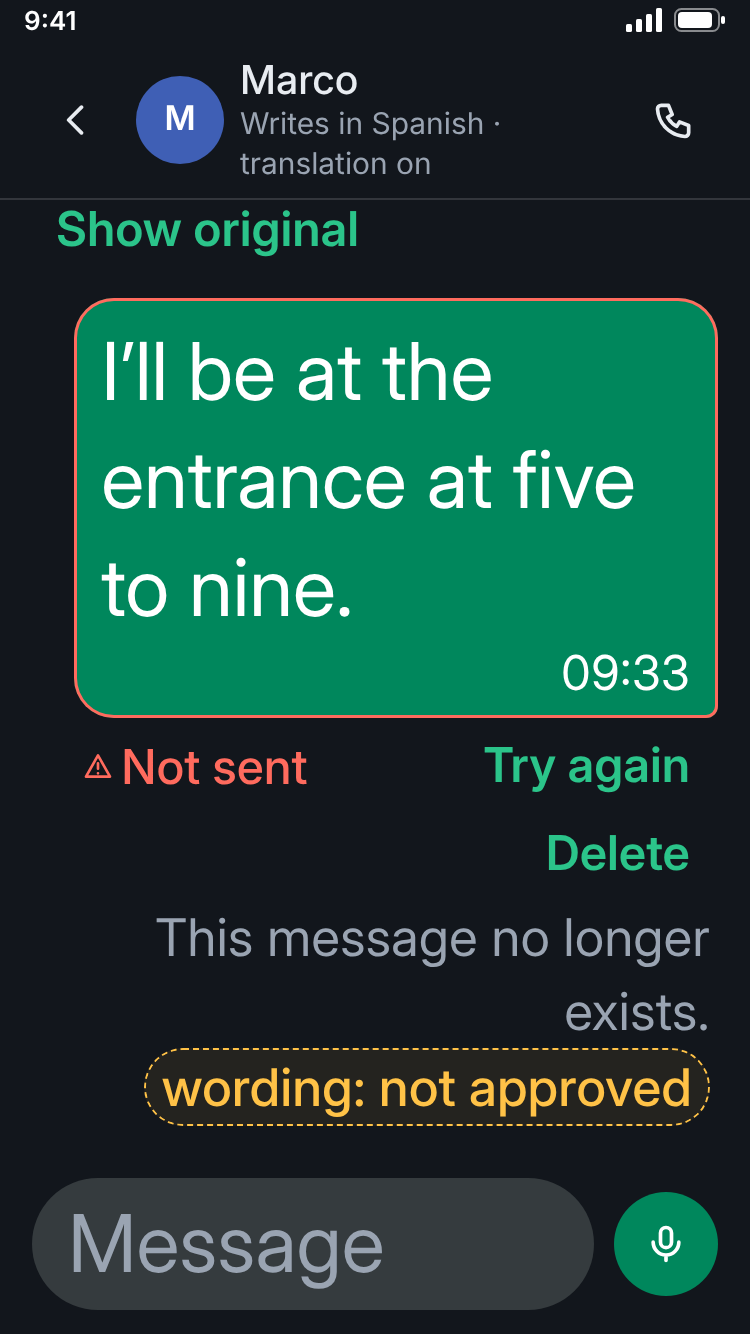 9:41
M
Marco
Writes in Spanish ·
translation on
Show original
I’ll be at the
entrance at five
to nine.
09:33
Not sent
Try again
Delete
This message no longer
exists.
wording: not approved
Message